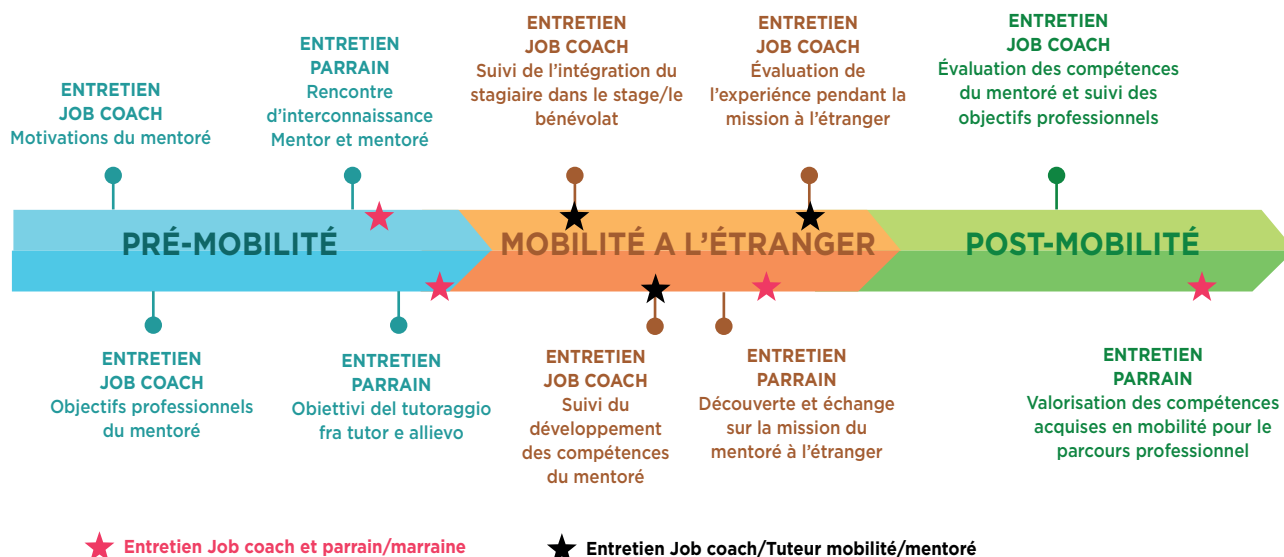 ENTRETIEN
JOB COACH
Motivations du mentoré
ENTRETIEN
PARRAIN
Rencontre
d'interconnaissance
Mentor et mentoré
ENTRETIEN
JOB COACH
Suivi de l'intégration du
stagiaire dans le stage/le
bénévolat
ENTRETIEN
JOB COACH
Évaluation de
l'experiénce pendant la
mission à l'étranger
ENTRETIEN
JOB COACH
Évaluation des compétences
du mentoré et suivi des
objectifs professionnels
PRÉ-MOBILITÉ
MOBILITÉ A L'ÉTRANGER
POST-MOBILITÉ
ENTRETIEN
JOB COACH
Objectifs professionnels
du mentoré
ENTRETIEN
PARRAIN
Obiettivi del tutoraggio
fra tutor e allievo
ENTRETIEN
JOB COACH
Suivi du
développement
des compétences
du mentoré
ENTRETIEN
PARRAIN
Découverte et échange
sur la mission du
mentoré à l'étranger
ENTRETIEN
PARRAIN
Valorisation des compétences
acquises en mobilité pour le
parcours professionnel
Entretien Job coach et parrain/marraine
Entretien Job coach/Tuteur mobilité/mentoré